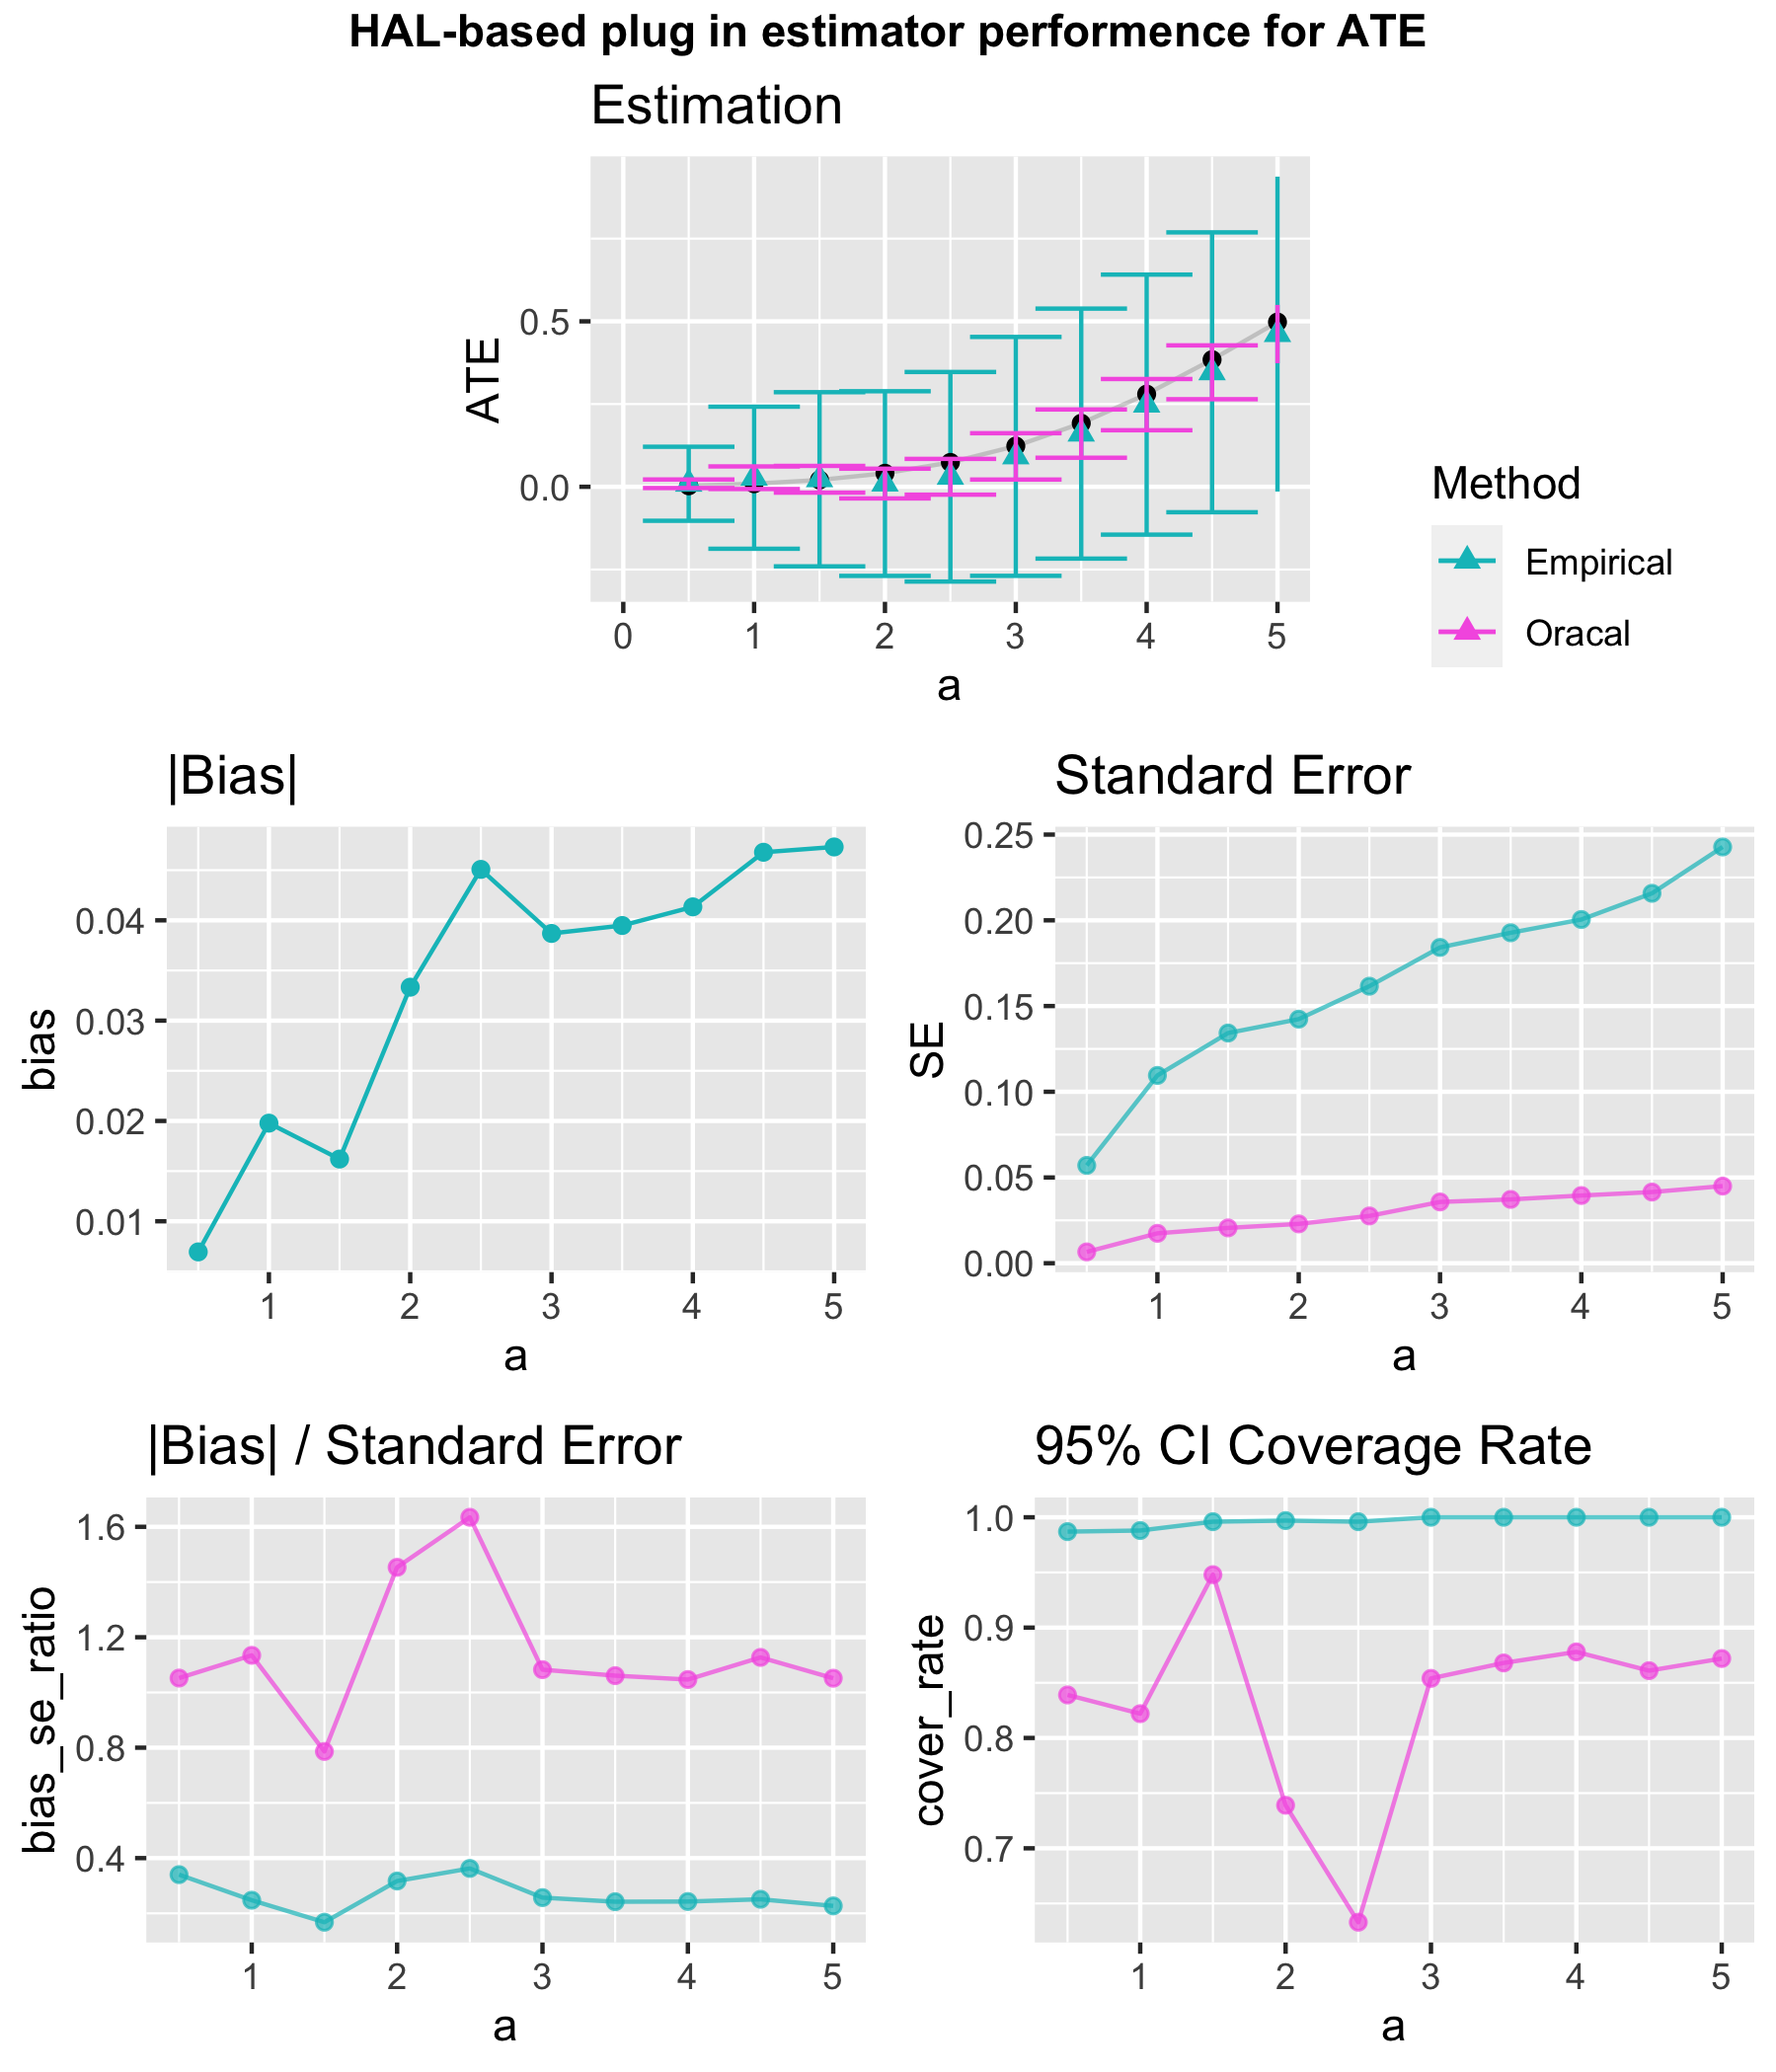 HAL-based plug in estimator performence for ATE
Estimation
ATE
0.5
0.0
0 1 2 3 4 5
a
Method
Empirical
Oracal
|Bias|
bias
0.04
0.03
0.02
0.01
1 2 3 4 5
a
Standard Error
SE
0.25
0.20
0.15
0.10
0.05
0.00
1 2 3 4 5
a
|Bias| / Standard Error
bias_se_ratio
1.6
1.2
0.8
0.4
1 2 3 4 5
a
95% CI Coverage Rate
cover_rate
1.0
0.9
0.8
0.7
1 2 3 4 5
a